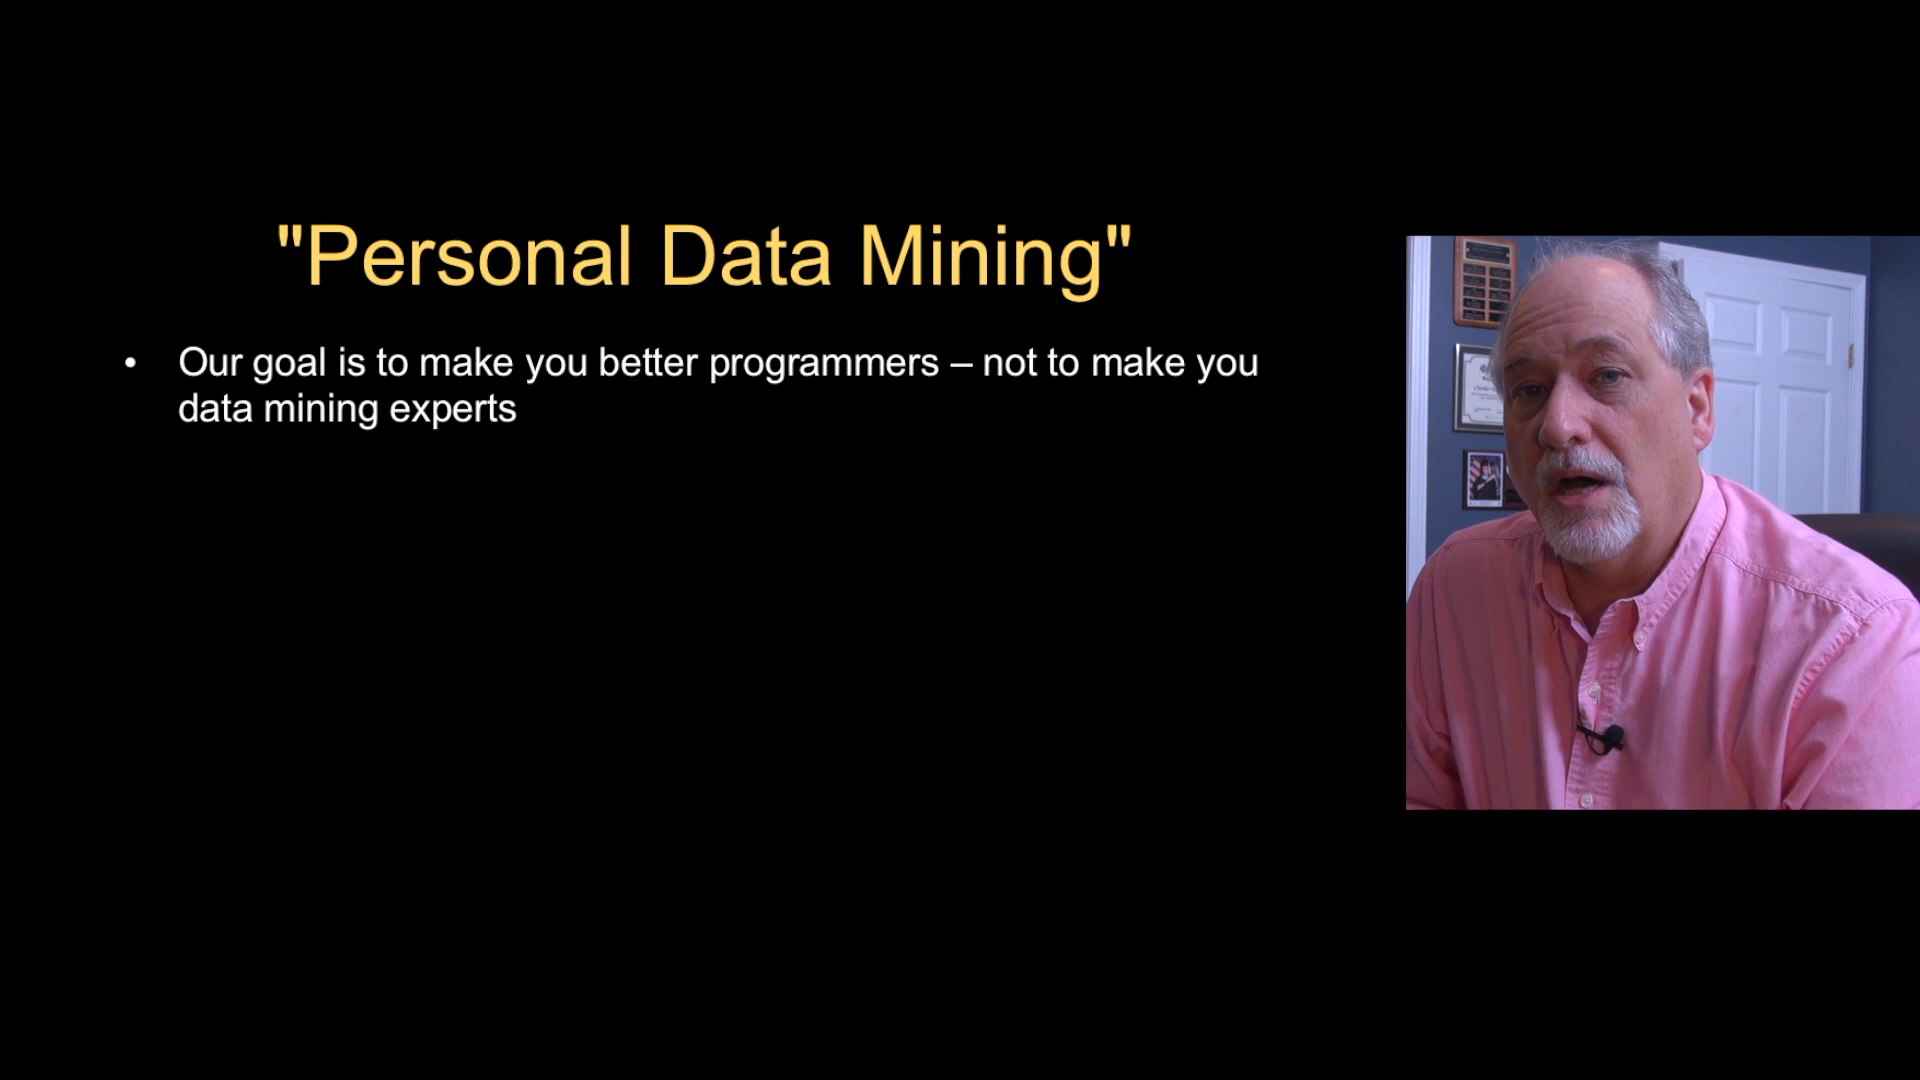 "Personal Data Mining"
• Our goal is to make you better programmers – not to make you
data mining experts